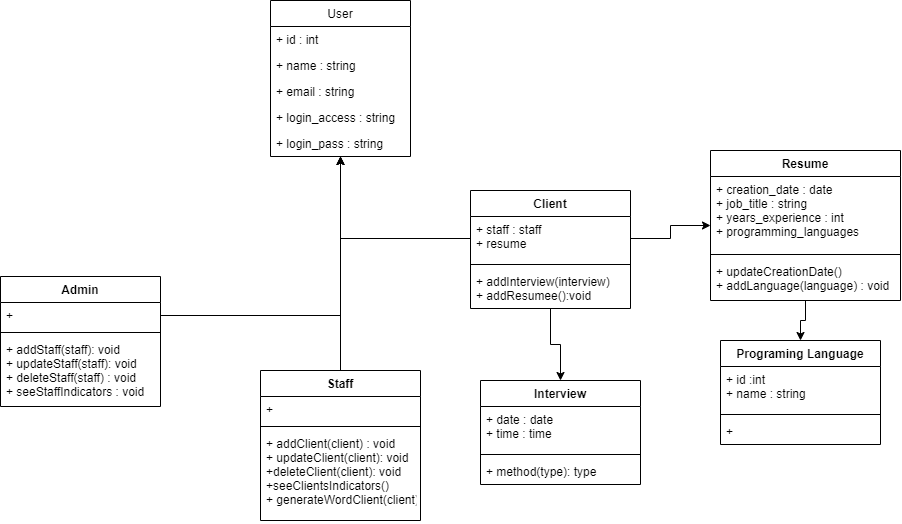 User
+ id : int
+ name : string
+ email : string
+ login_access : string
+ login_pass : string
Client
+ staff : staff
+ resume
+ addInterview(interview)
+ addResumee():void
Resume
+ creation_date : date
+ job_title : string
+ years_experience : int
+ programming_languages
+ updateCreationDate()
+ addLanguage(language) : void
Admin
+
+ addStaff(staff): void
+ updateStaff(staff): void
+ deleteStaff(staff) : void
+ seeStaffIndicators : void
Staff
+
+ addClient(client) : void
+ updateClient(client): void
+deleteClient(client): void
+seeClientsIndicators()
+ generateWordClient(client)
Interview
+ date : date
+ time : time
+ method(type): type
Programing Language
+ id :int
+ name : string
+